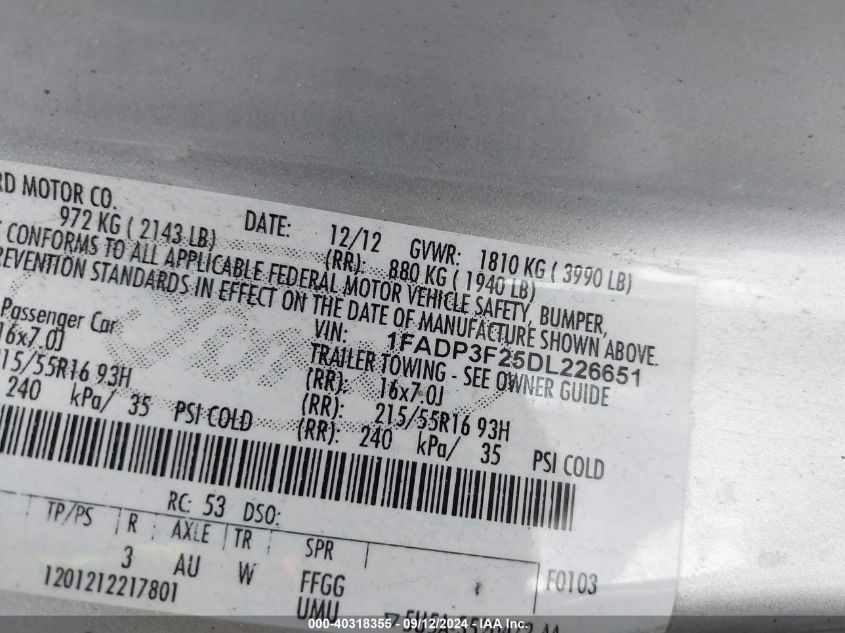 RD MOTOR CO.
DATE: 12/12 GVWR: 1810 KG ( 3990 LB)
972 KG ( 2143 LB) (RR): 880 KG ( 1940 LB)
CONFORMS TO ALL APPLICABLE FEDERAL MOTOR VEHICLE SAFETY, BUMPER,
REVENTION STANDARDS IN EFFECT ON THE DATE OF MANUFACTURE SHOWN ABOVE.
VIN: 1FADP3F25DL226651
Passenger Car TRAILER TOWING - SEE OWNER GUIDE
16x7.0J (RR): 16x7.0J
15/55R16 93H (RR): 215/55R16 93H
240 kPa/ 35 PSI COLD (RR): 240 kPa/ 35 PSI COLD
RC: 53 DSO:
TP/PS R AXLE TR SPR
3 AU W FFGG F0103
1201212217801 UMU
000-40318355 - 09/12/2024 - IAAI.COM